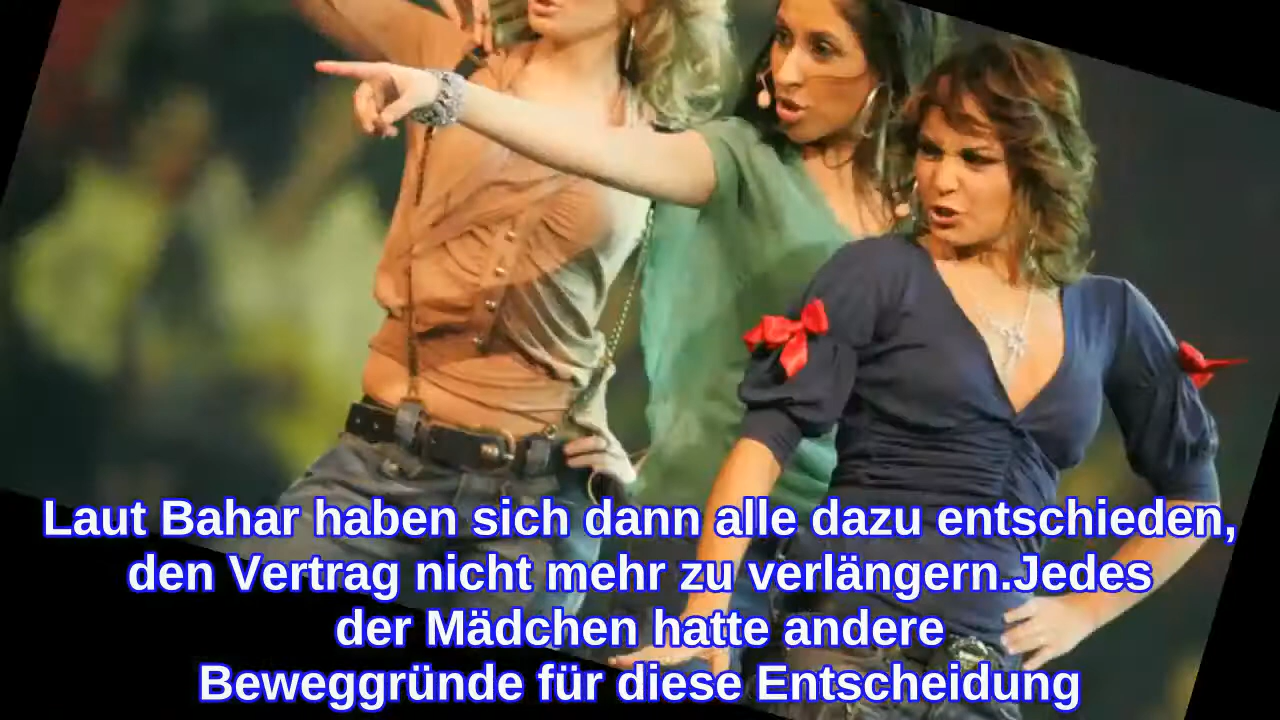 Laut Bahar haben sich dann alle dazu entschieden,
den Vertrag nicht mehr zu verlängern.Jedes
der Mädchen hatte andere
Beweggründe für diese Entscheidung